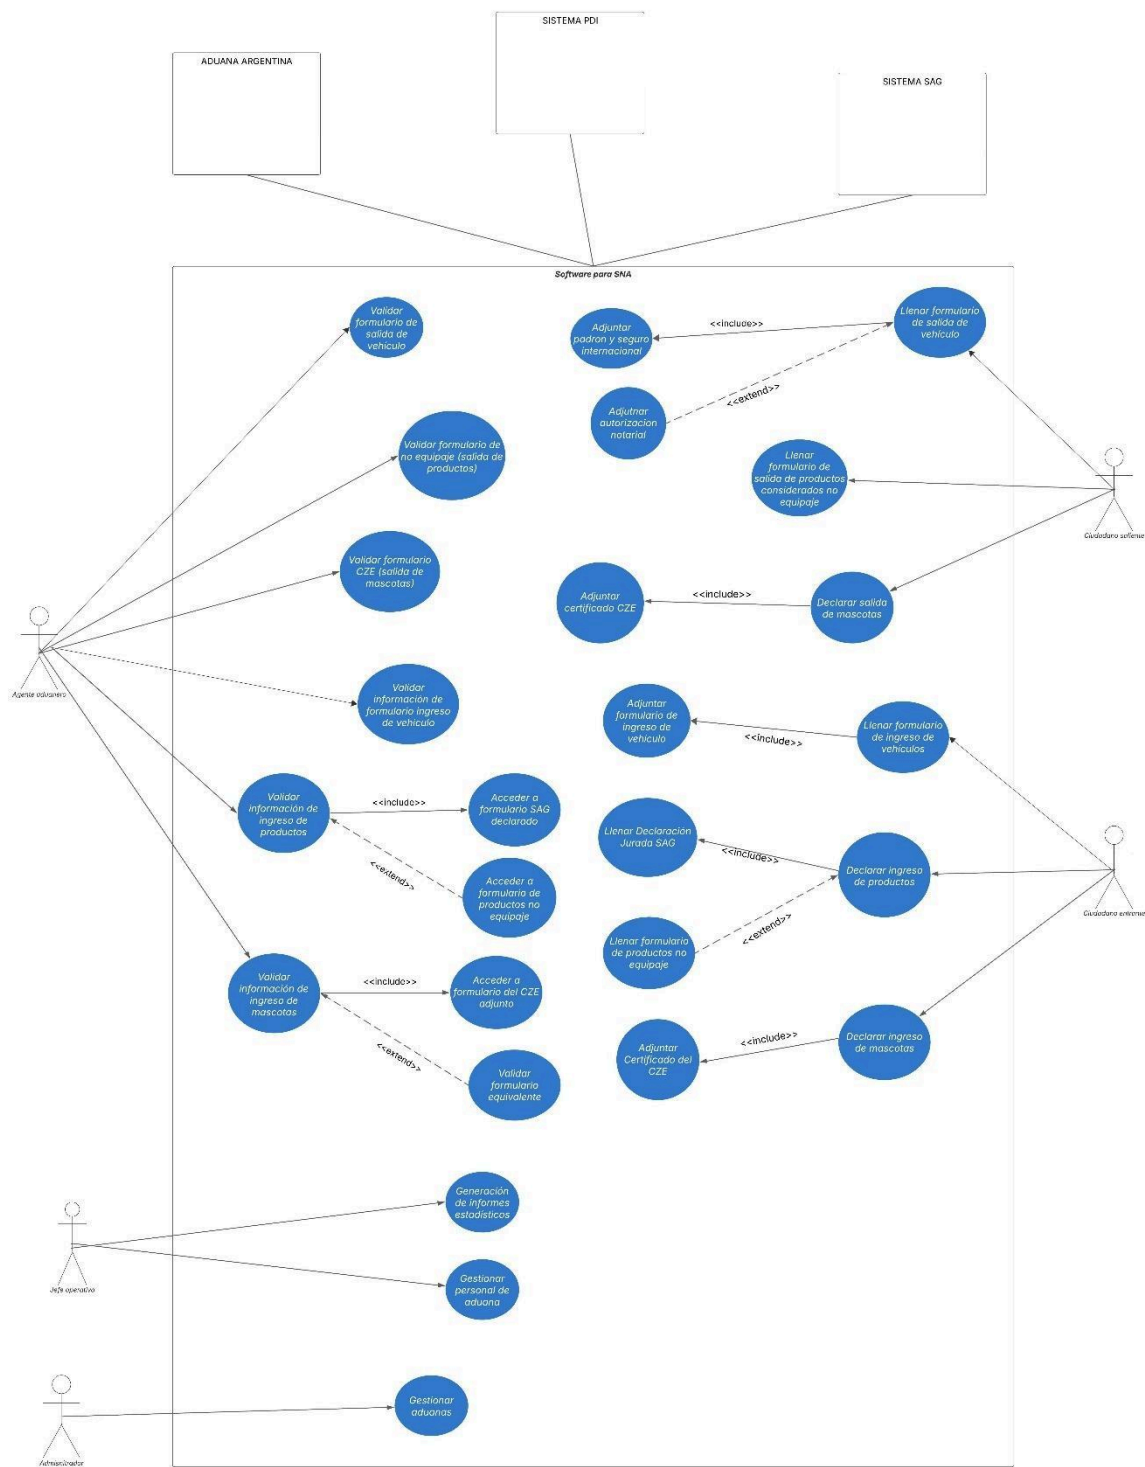 SISTEMA PDI
ADUANA ARGENTINA
SISTEMA SAG
Software para SNA
Validar
formulario de
salida de
vehículo
Adjuntar
padron y seguro
internacional
<<include>>
Llenar formulario
de salida de
vehículo
<<extend>>
Adjutnar
autorizacion
notarial
Validar formulario de
no equipaje (salida de
productos)
Llenar
formulario de
salida de productos
considerados no
equipaje
Ciudadano saliente
Validar formulario
CZE (salida de
mascotas)
Adjuntar
certificado CZE
<<include>>
Declarar salida
de mascotas
Agente aduanero
Validar
información de
formulario ingreso
de vehículo
Adjuntar
formulario de
ingreso de
vehículo
<<include>>
Llenar formulario
de ingreso de
vehículos
Validar
información de
ingreso de
productos
<<include>>
Acceder a
formulario SAG
declarado
Llenar Declaración
Jurada SAG
<<include>>
Declarar ingreso
de productos
<<extend>>
Acceder a
formulario de
productos no
equipaje
Llenar formulario
de productos no
equipaje
<<extend>>
Ciudadano entrante
Validar
información de
ingreso de
mascotas
<<include>>
Acceder a
formulario del CZE
adjunto
<<extend>>
Validar
formulario
equivalente
Adjuntar
Certificado del
CZE
<<include>>
Declarar ingreso
de mascotas
Generación
de informes
estadísticos
Jefe operativo
Gestionar
personal de
aduana
Gestionar
aduanas
Administrador